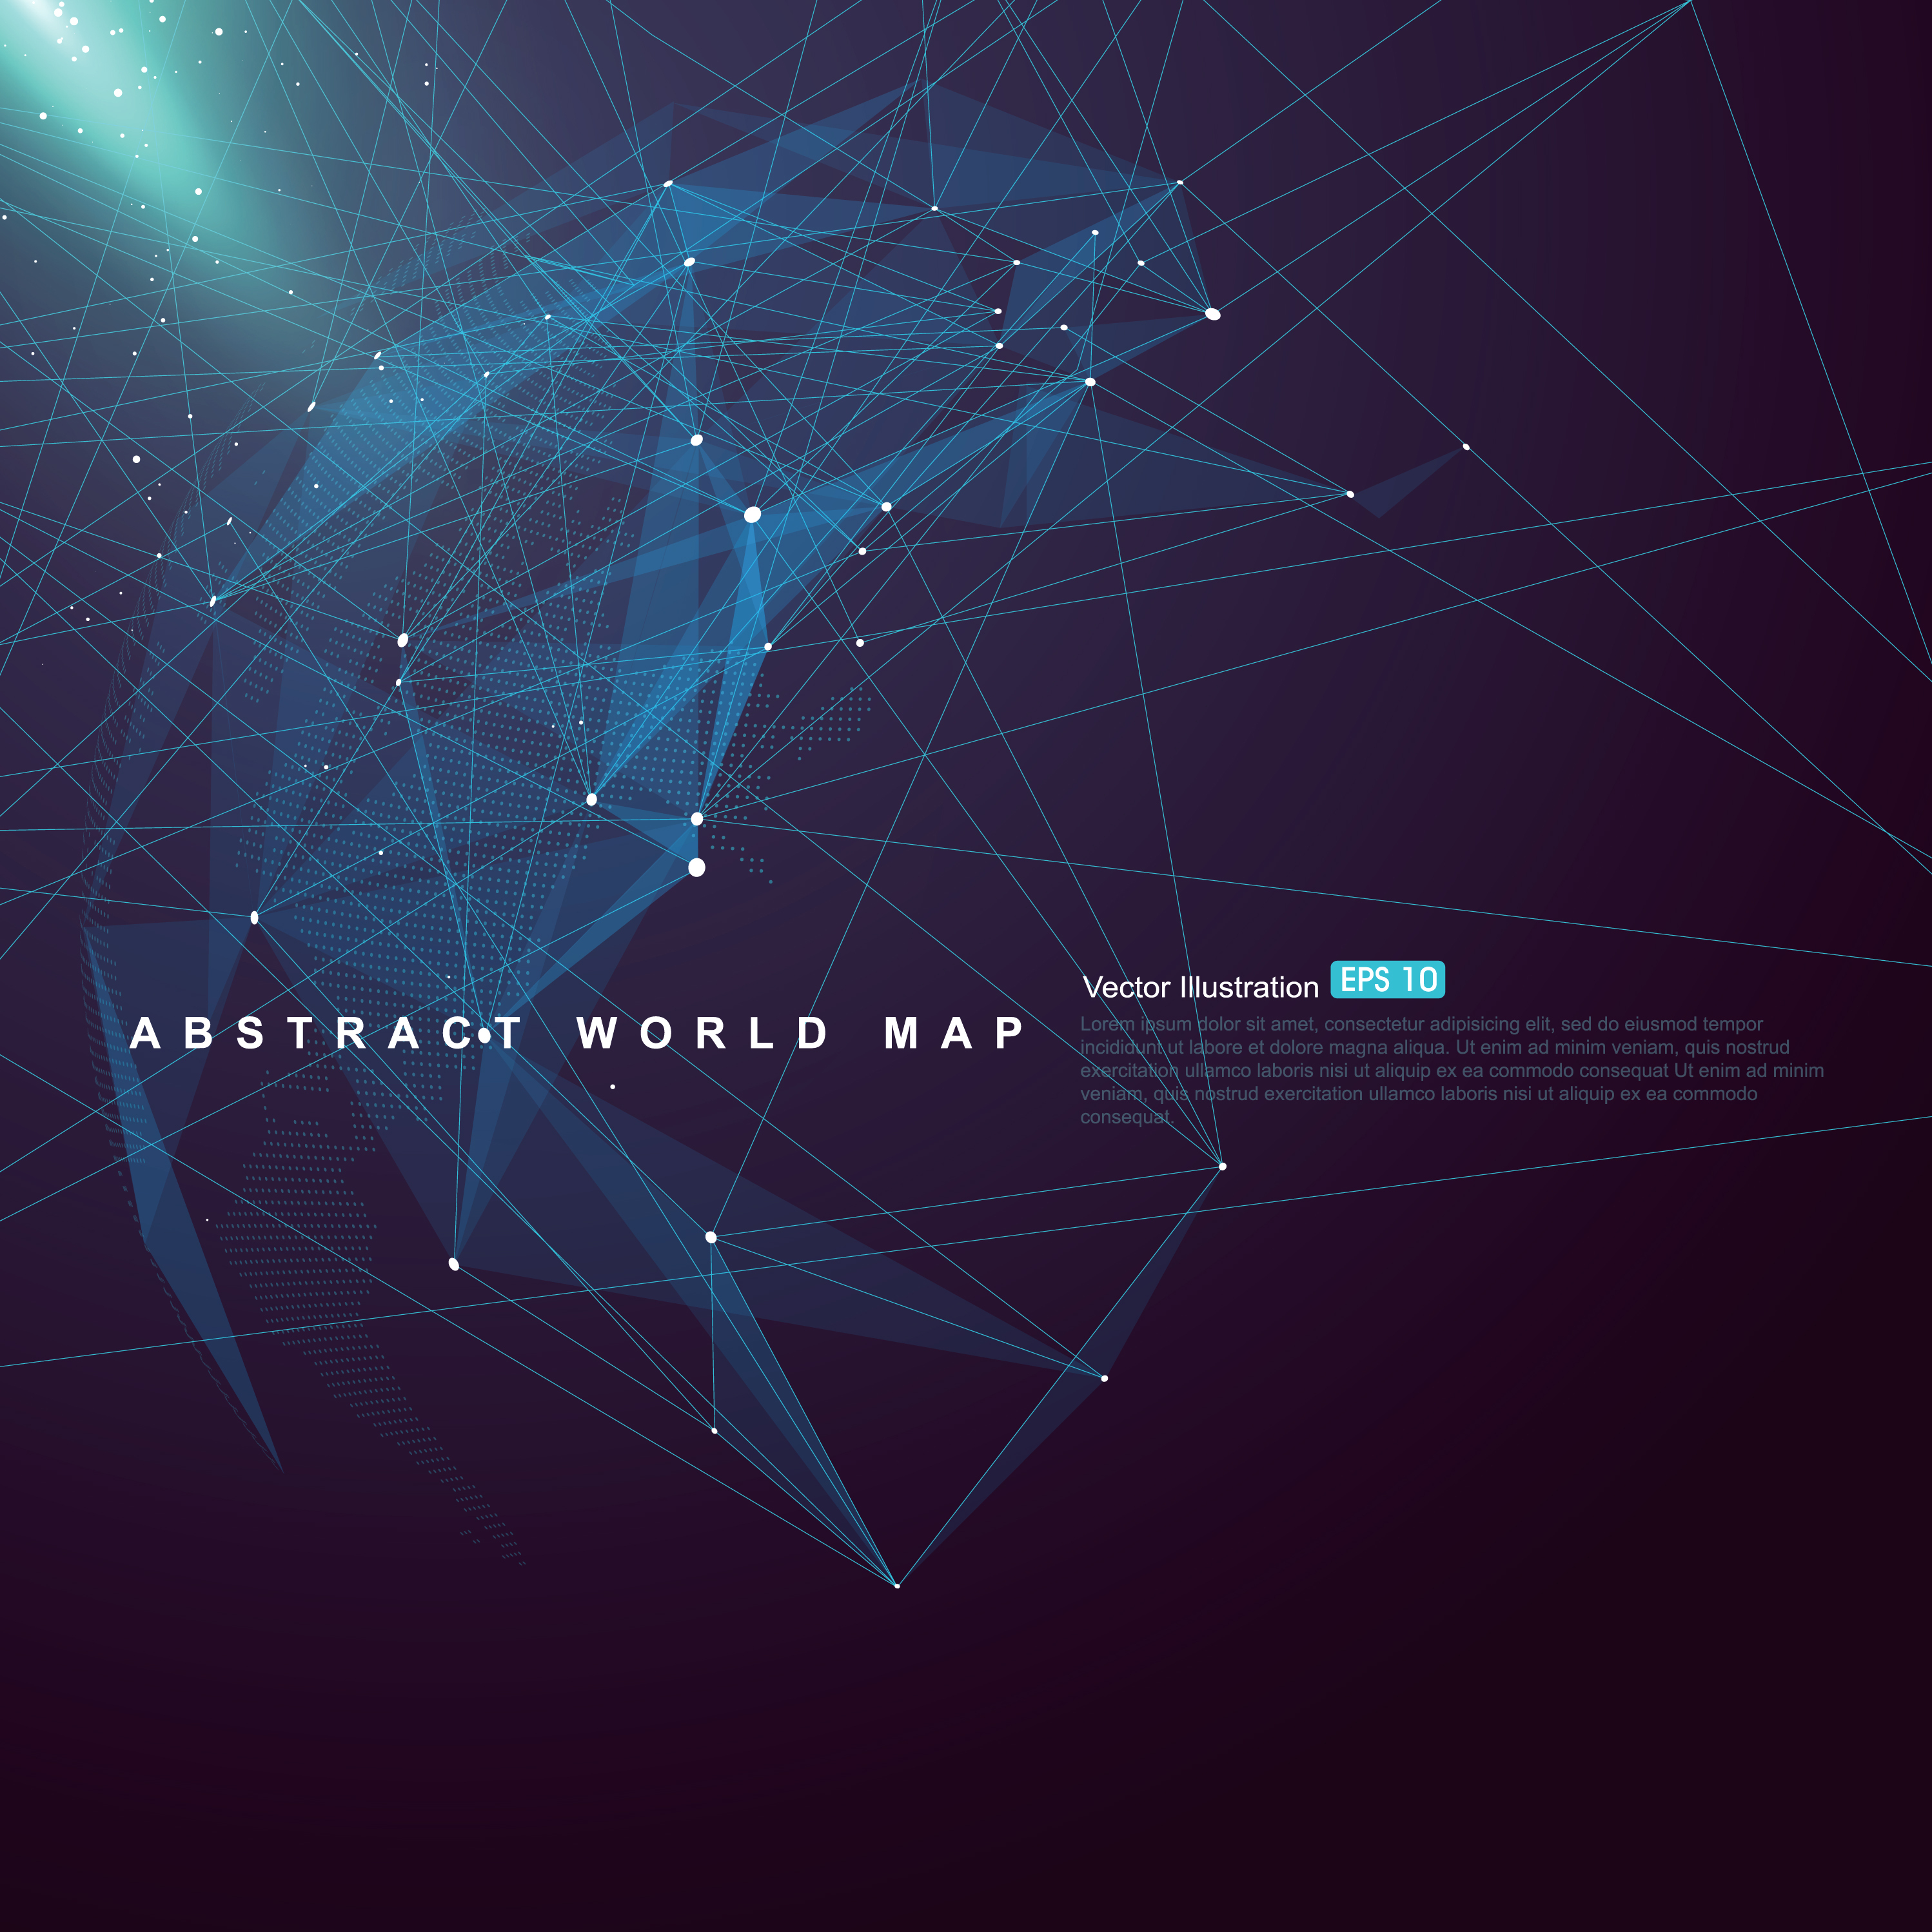 ABSTRACT WORLD MAP
Vector Illustration EPS 10
Lorem ipsum dolor sit amet, consectetur adipisicing elit, sed do eiusmod tempor
incididunt ut labore et dolore magna aliqua. Ut enim ad minim veniam, quis nostrud
exercitation ullamco laboris nisi ut aliquip ex ea commodo consequat Ut enim ad minim
veniam, quis nostrud exercitation ullamco laboris nisi ut aliquip ex ea commodo
consequat.